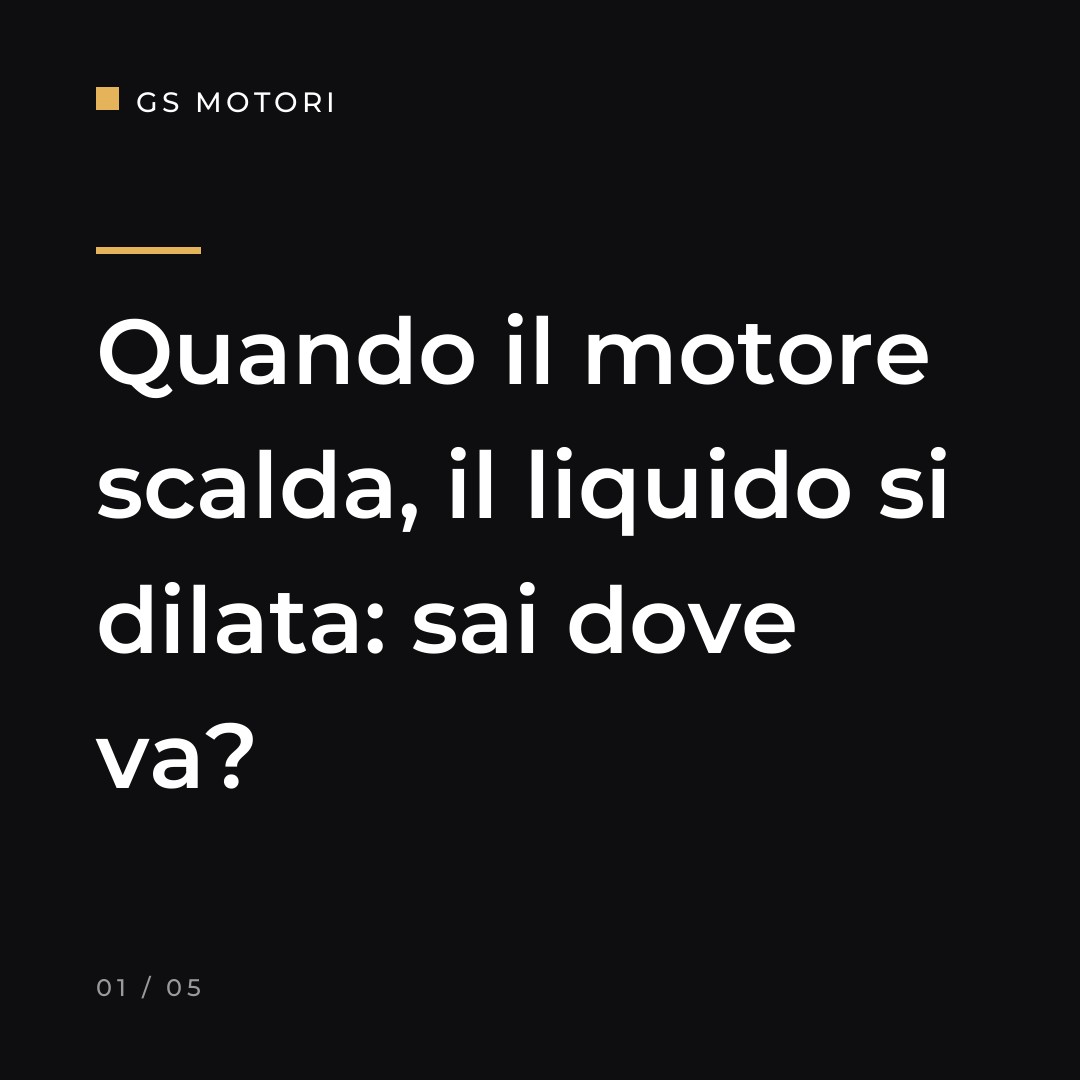 GS MOTORI
Quando il motore
scalda, il liquido si
dilata: sai dove
va?
01 / 05